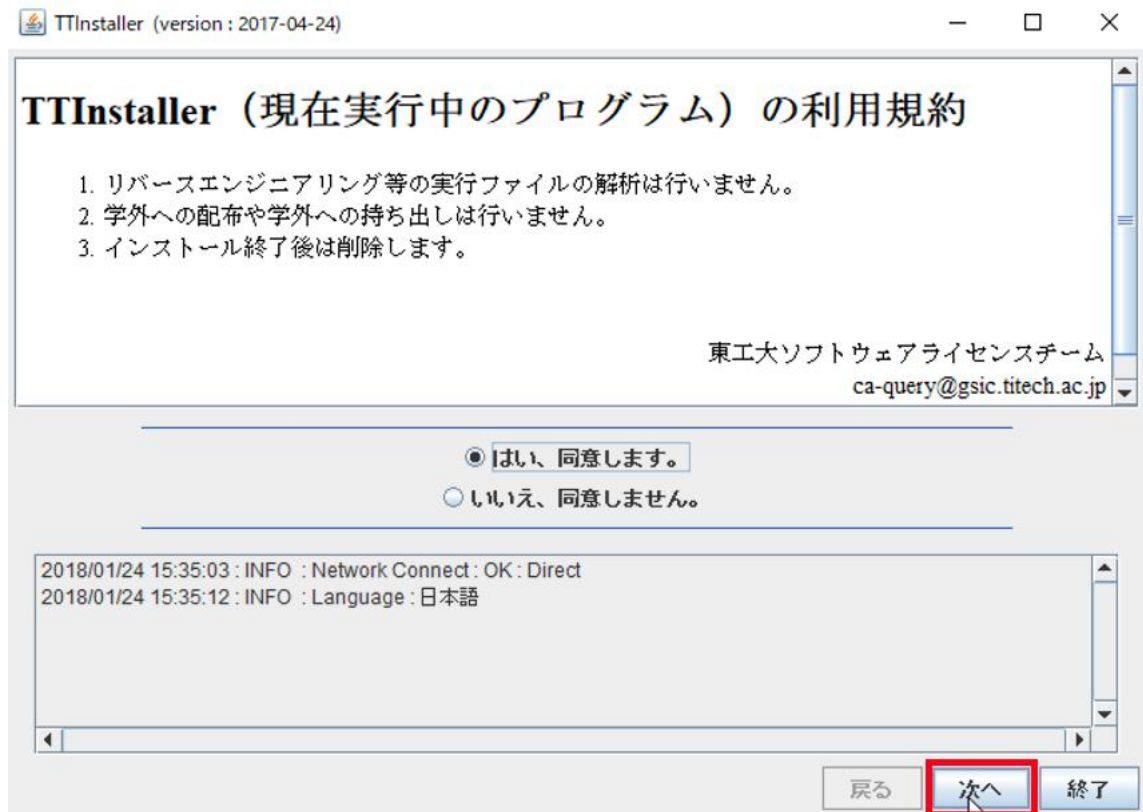 TTInstaller (version : 2017-04-24)
TTInstaller（現在実行中のプログラム）の利用規約
1. リバースエンジニアリング等の実行ファイルの解析は行いません。
2. 学外への配布や学外への持ち出しは行いません。
3. インストール終了後は削除します。
東工大ソフトウェアライセンスチーム
ca-query@gsic.titech.ac.jp
はい、同意します。
いいえ、同意しません。
2018/01/24 15:35:03 : INFO : Network Connect : OK : Direct
2018/01/24 15:35:12 : INFO : Language : 日本語
戻る 次へ 終了